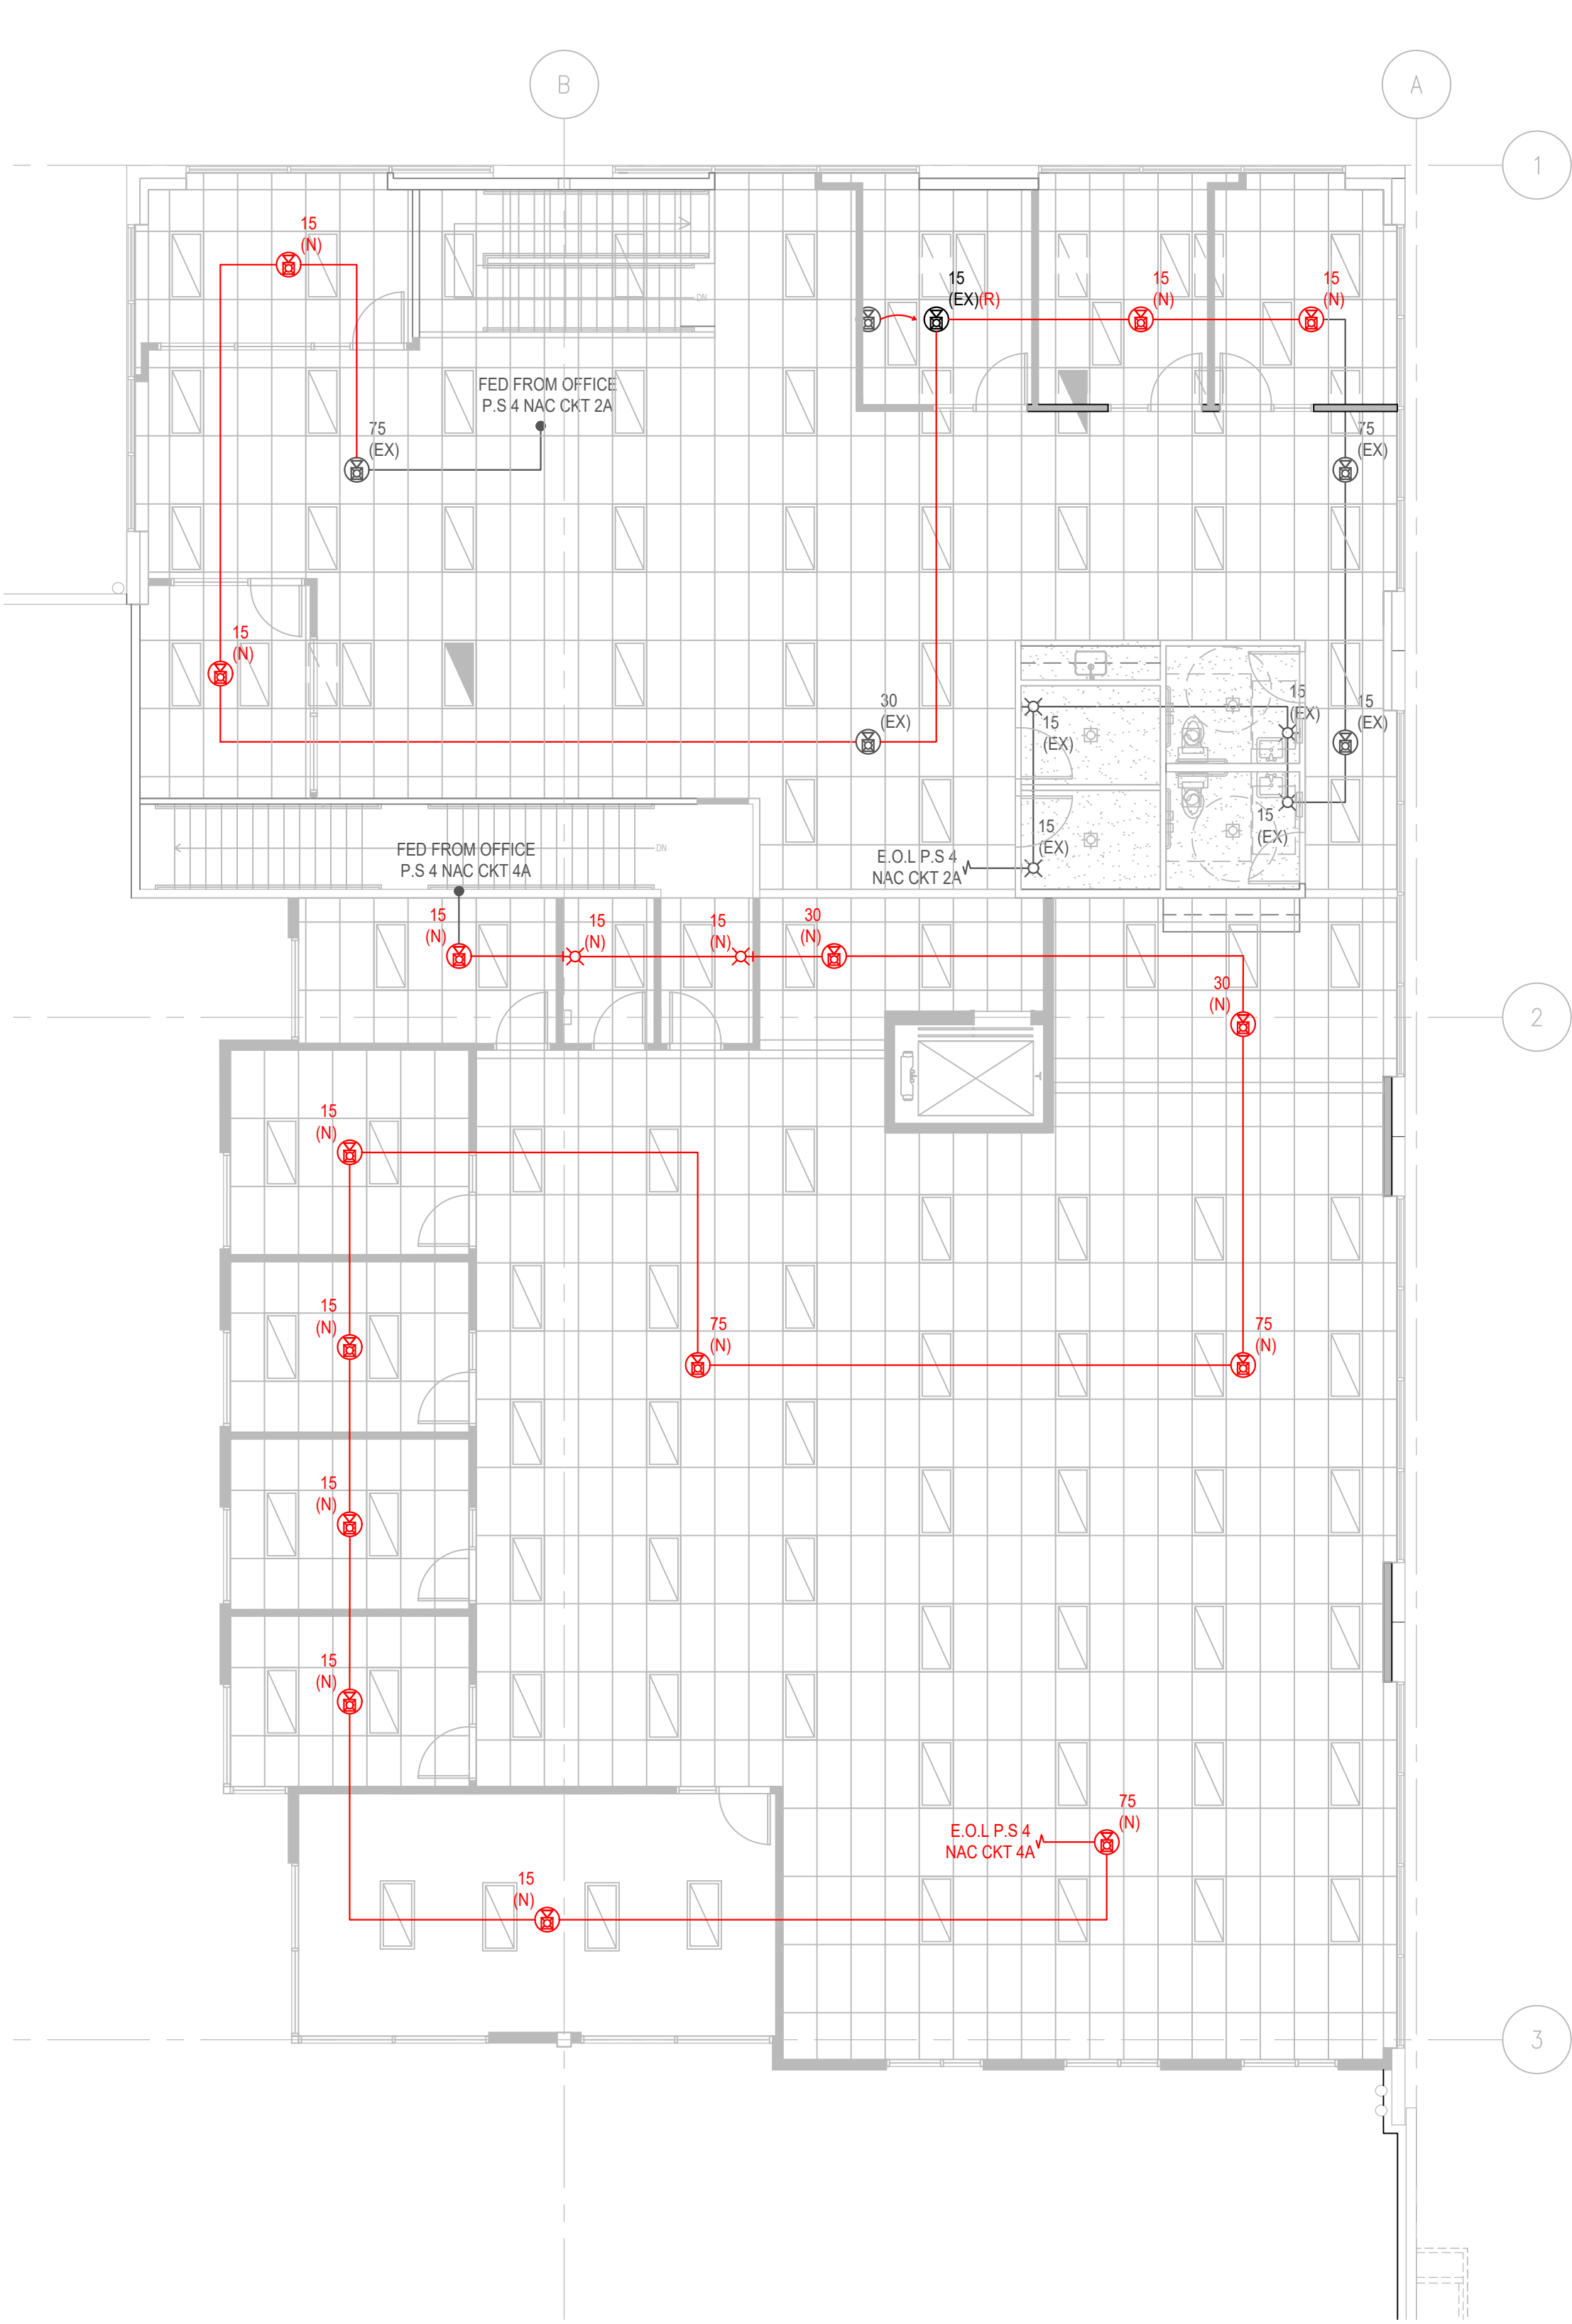 B
A
1
15
(N)
15
(EX)(R)
15
(N)
15
(N)
DN
FED FROM OFFICE
P.S 4 NAC CKT 2A
75
(EX)
75
(EX)
15
(N)
30
(EX)
15
(EX)
15
(EX)
15
(EX)
15
(EX)
15
(EX)
FED FROM OFFICE
P.S 4 NAC CKT 4A
DN
E.O.L P.S 4
NAC CKT 2A
15
(N)
15
(N)
15
(N)
30
(N)
30
(N)
2
15
(N)
15
(N)
75
(N)
75
(N)
15
(N)
15
(N)
75
(N)
E.O.L P.S 4
NAC CKT 4A
15
(N)
3